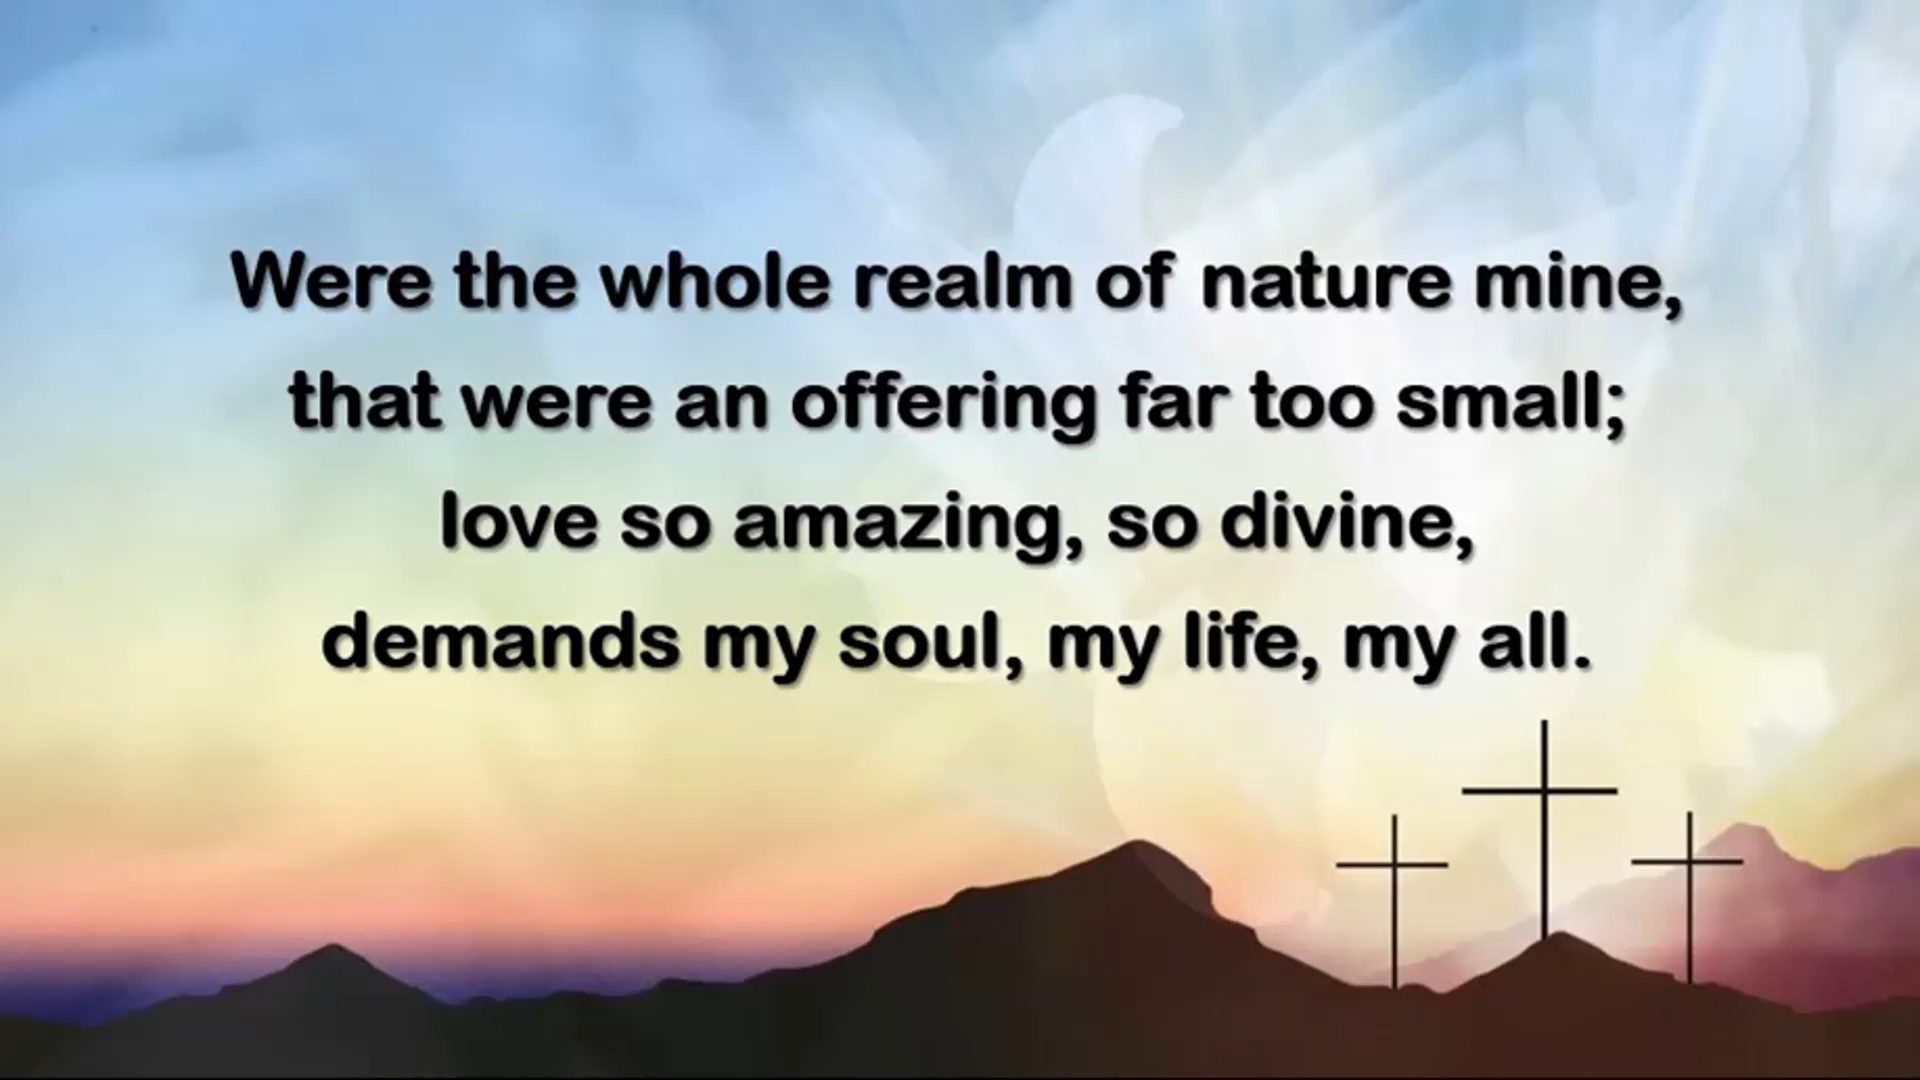 Were the whole realm of nature mine,
that were an offering far too small;
love so amazing, so divine,
demands my soul, my life, my all.